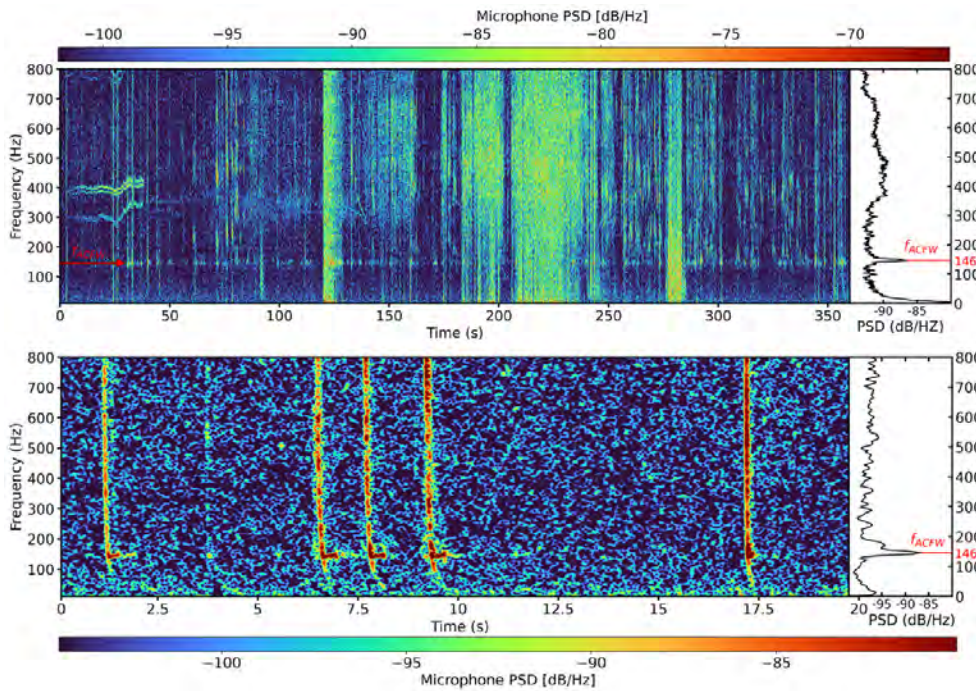 Microphone PSD [dB/Hz]
−100 −95 −90 −85 −80 −75 −70
800 700 600 500 400 300 200 100
Frequency (Hz)
f_ACFW
0 50 100 150 200 250 300 350
Time (s)
800 700 600 500 400 300 200 100 0
f_ACFW
146
-90 -85
PSD (dB/HZ)
800 700 600 500 400 300 200 100
Frequency (Hz)
0 2.5 5.0 7.5 10 12.5 15.0 17.5 20
Time (s)
800 700 600 500 400 300 200 100 0
f_ACFW
146
-95 -90 -85
PSD (dB/Hz)
−100 −95 −90 −85
Microphone PSD [dB/Hz]